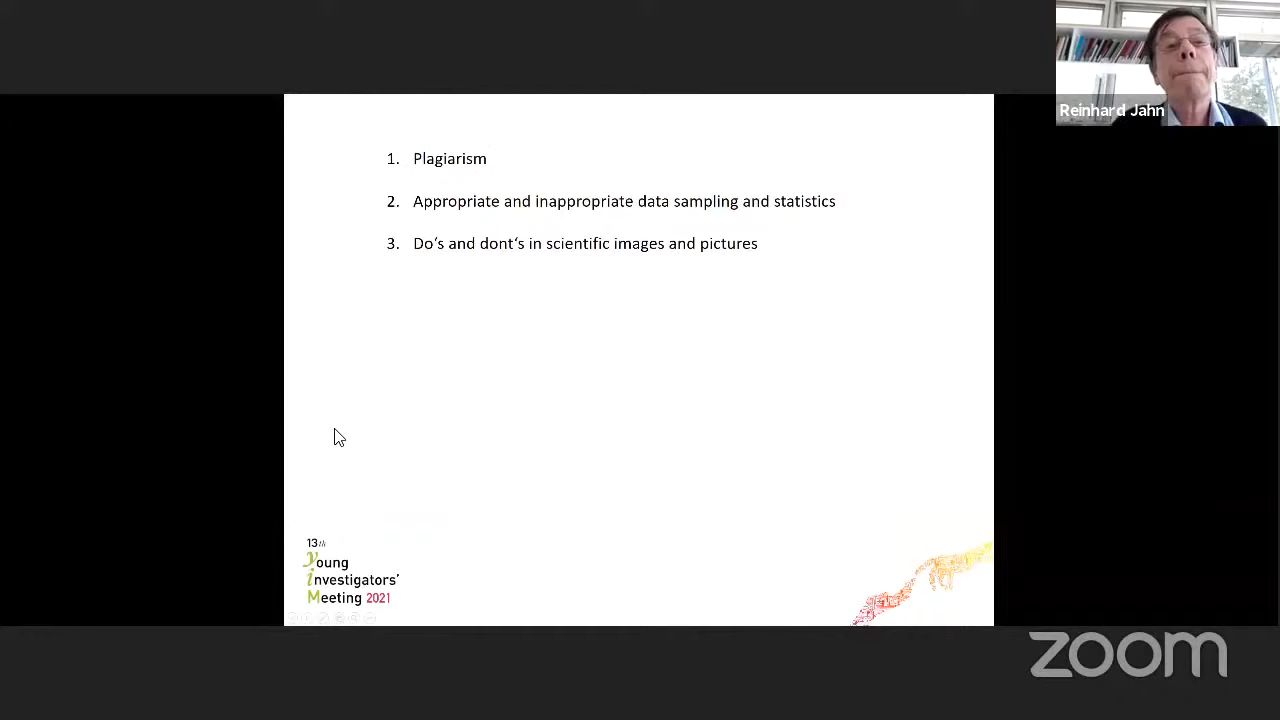 Reinhard Jahn
1. Plagiarism
2. Appropriate and inappropriate data sampling and statistics
3. Do‘s and dont‘s in scientific images and pictures
13th
Young
Investigators’
Meeting 2021
zoom